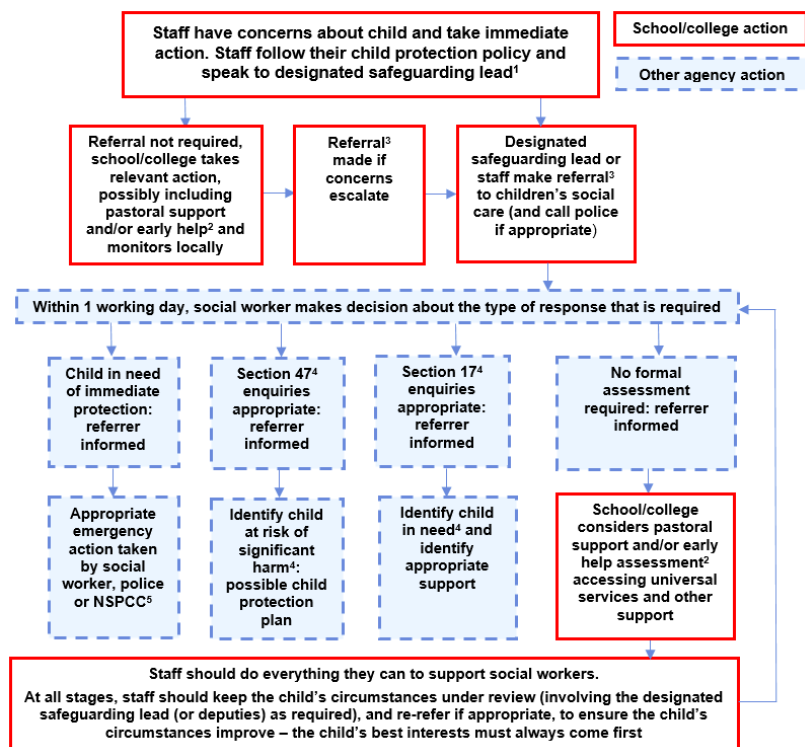 Staff have concerns about child and take immediate
action. Staff follow their child protection policy and
speak to designated safeguarding lead¹
School/college action
Other agency action
Referral not required,
school/college takes
relevant action,
possibly including
pastoral support
and/or early help² and
monitors locally
Referral³
made if
concerns
escalate
Designated
safeguarding lead or
staff make referral³
to children's social
care (and call police
if appropriate)
Within 1 working day, social worker makes decision about the type of response that is required
Child in need
of immediate
protection:
referrer
informed
Section 47⁴
enquiries
appropriate:
referrer
informed
Section 17⁴
enquiries
appropriate:
referrer
informed
No formal
assessment
required: referrer
informed
Appropriate
emergency
action taken
by social
worker, police
or NSPCC⁵
Identify child
at risk of
significant
harm⁴:
possible child
protection
plan
Identify child
in need⁴ and
identify
appropriate
support
School/college
considers pastoral
support and/or early
help assessment²
accessing universal
services and other
support
Staff should do everything they can to support social workers.
At all stages, staff should keep the child's circumstances under review (involving the designated
safeguarding lead (or deputies) as required), and re-refer if appropriate, to ensure the child's
circumstances improve – the child's best interests must always come first